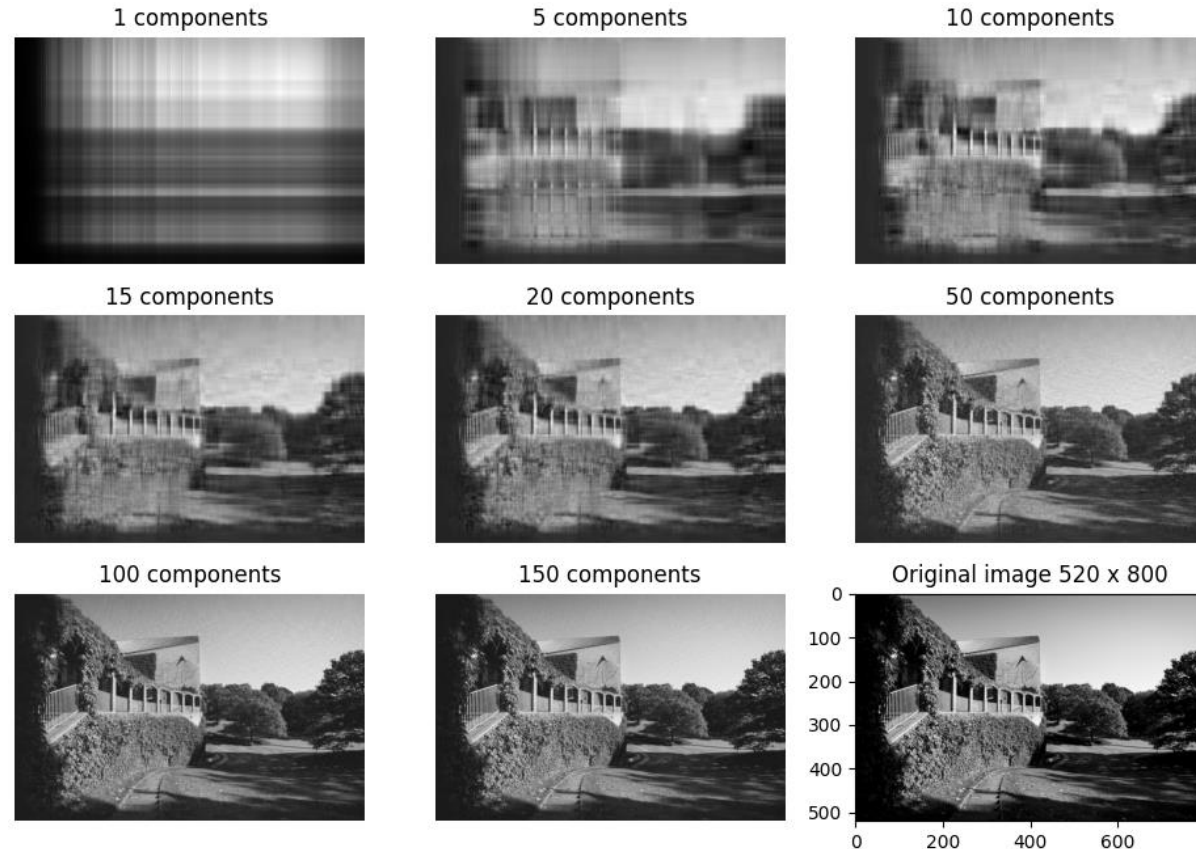 1 components
5 components
10 components
15 components
20 components
50 components
100 components
150 components
Original image 520 x 800
0
100
200
300
400
500
0
200
400
600